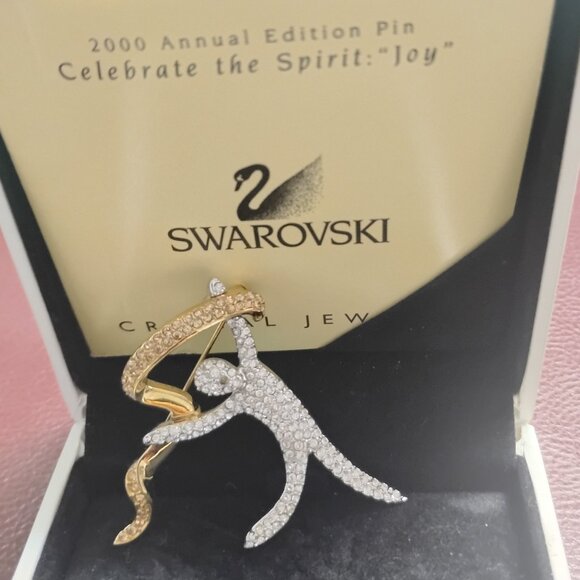 2000 Annual Edition Pin
Celebrate the Spirit: "Joy"
SWAROVSKI